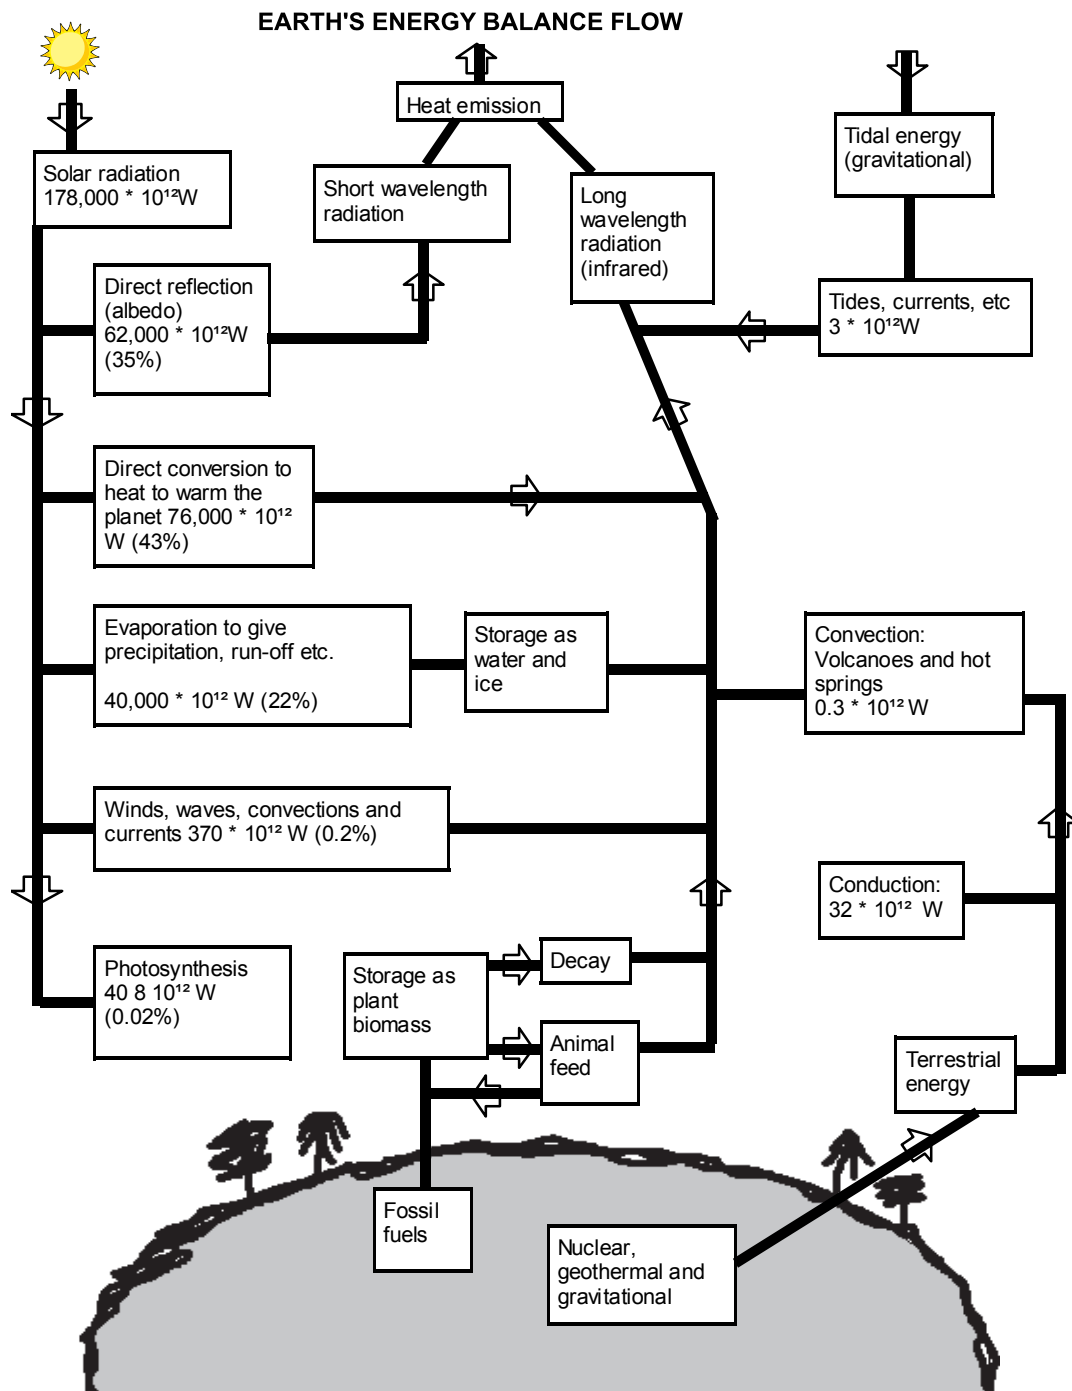 EARTH'S ENERGY BALANCE FLOW
Heat emission
Solar radiation
178,000 * 10¹²W
Short wavelength
radiation
Long
wavelength
radiation
(infrared)
Tidal energy
(gravitational)
Direct reflection
(albedo)
62,000 * 10¹²W
(35%)
Tides, currents, etc
3 * 10¹²W
Direct conversion to
heat to warm the
planet 76,000 * 10¹²
W (43%)
Evaporation to give
precipitation, run-off etc.
40,000 * 10¹² W (22%)
Storage as
water and
ice
Convection:
Volcanoes and hot
springs
0.3 * 10¹² W
Winds, waves, convections and
currents 370 * 10¹² W (0.2%)
Conduction:
32 * 10¹² W
Photosynthesis
40 8 10¹² W
(0.02%)
Storage as
plant
biomass
Decay
Animal
feed
Terrestrial
energy
Fossil
fuels
Nuclear,
geothermal and
gravitational